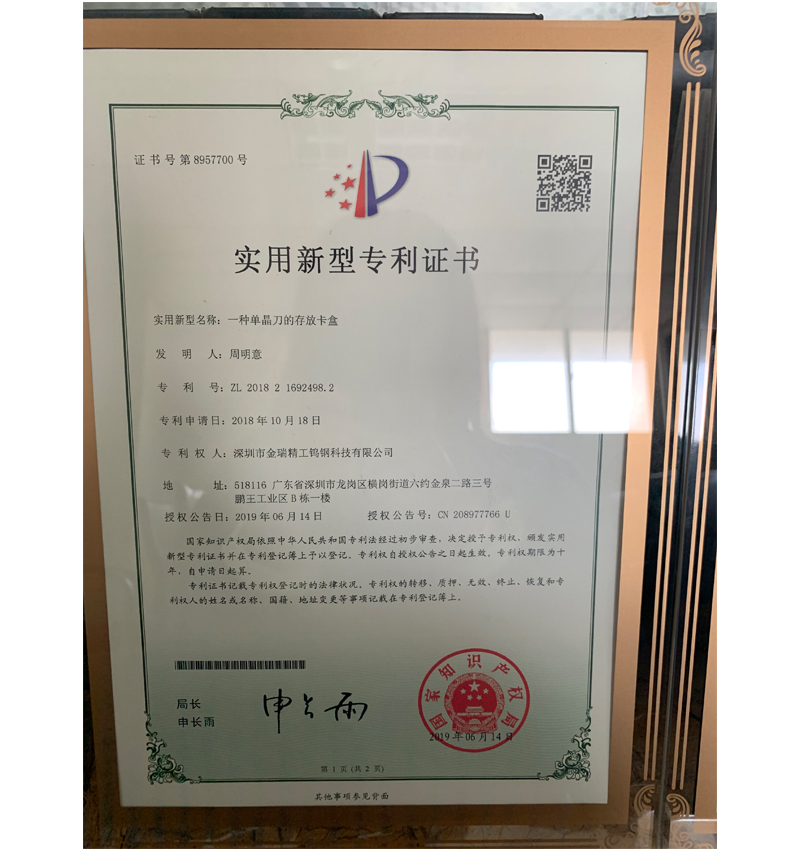 证书号第8957700号
实用新型专利证书
实用新型名称：一种单晶刀的存放卡盒
发 明 人：周明意
专 利 号：ZL 2018 2 1692498.2
专利申请日：2018年10月18日
专 利 权 人：深圳市金瑞精工钨钢科技有限公司
地 址：518116 广东省深圳市龙岗区横岗街道六约金泉二路三号
鹏王工业区B栋一楼
授权公告日：2019年06月14日 授权公告号：CN 208977766 U
国家知识产权局依照中华人民共和国专利法经过初步审查，决定授予专利权，颁发实用
新型专利证书并在专利登记簿上予以登记。专利权自授权公告之日起生效。专利权期限为十
年，自申请日起算。
专利证书记载专利权登记时的法律状况。专利权的转移、质押、无效、终止、恢复和专
利权人的姓名或名称、国籍、地址变更等事项记载在专利登记簿上。
局长
申长雨
申长雨
国家知识产权局
2019年06月14日
第 1 页 (共 2 页)
其他事项参见背面